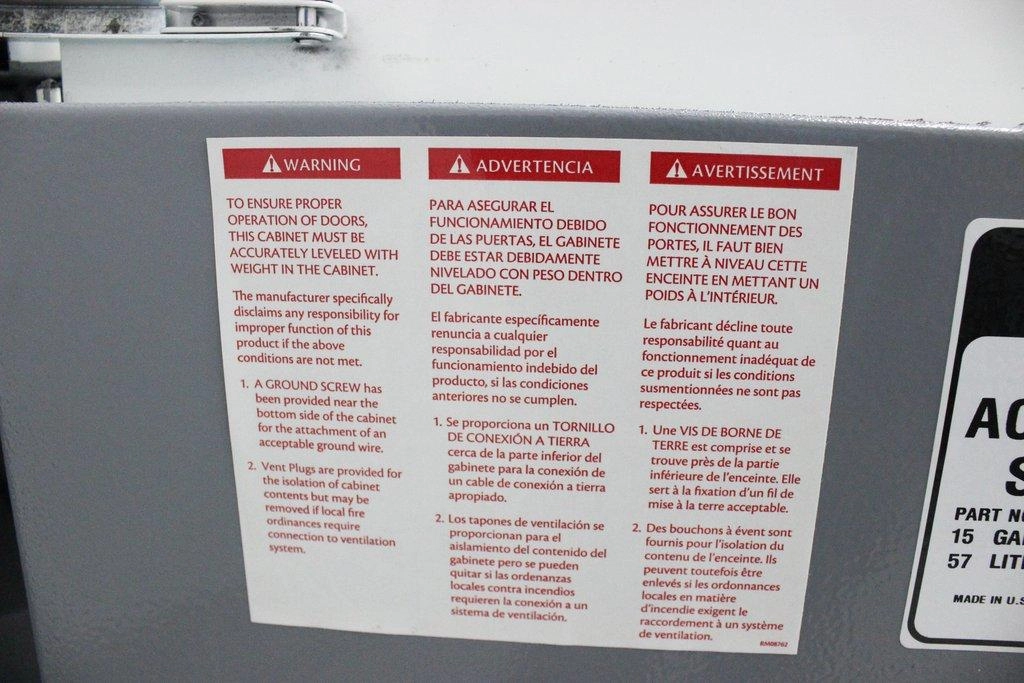 WARNING
TO ENSURE PROPER
OPERATION OF DOORS,
THIS CABINET MUST BE
ACCURATELY LEVELED WITH
WEIGHT IN THE CABINET.
The manufacturer specifically
disclaims any responsibility for
improper function of this
product if the above
conditions are not met.
1. A GROUND SCREW has
been provided near the
bottom side of the cabinet
for the attachment of an
acceptable ground wire.
2. Vent Plugs are provided for
the isolation of cabinet
contents but may be
removed if local fire
ordinances require
connection to ventilation
system.
ADVERTENCIA
PARA ASEGURAR EL
FUNCIONAMIENTO DEBIDO
DE LAS PUERTAS, EL GABINETE
DEBE ESTAR DEBIDAMENTE
NIVELADO CON PESO DENTRO
DEL GABINETE.
El fabricante específicamente
renuncia a cualquier
responsabilidad por el
funcionamiento indebido del
producto, si las condiciones
anteriores no se cumplen.
1. Se proporciona un TORNILLO
DE CONEXIÓN A TIERRA
cerca de la parte inferior del
gabinete para la conexión de
un cable de conexión a tierra
apropiado.
2. Los tapones de ventilación se
proporcionan para el
aislamiento del contenido del
gabinete pero se pueden
quitar si las ordenanzas
locales contra incendios
requieren la conexión a un
sistema de ventilación.
AVERTISSEMENT
POUR ASSURER LE BON
FONCTIONNEMENT DES
PORTES, IL FAUT BIEN
METTRE À NIVEAU CETTE
ENCEINTE EN METTANT UN
POIDS À L'INTÉRIEUR.
Le fabricant décline toute
responsabilité quant au
fonctionnement inadéquat de
ce produit si les conditions
susmentionnées ne sont pas
respectées.
1. Une VIS DE BORNE DE
TERRE est comprise et se
trouve près de la partie
inférieure de l'enceinte. Elle
sert à la fixation d'un fil de
mise à la terre acceptable.
2. Des bouchons à évent sont
fournis pour l'isolation du
contenu de l'enceinte. Ils
peuvent toutefois être
enlevés si les ordonnances
locales en matière
d'incendie exigent le
raccordement à un système
de ventilation.
RM08762
AC
S
PART N
15 GA
57 LIT
MADE IN U.S